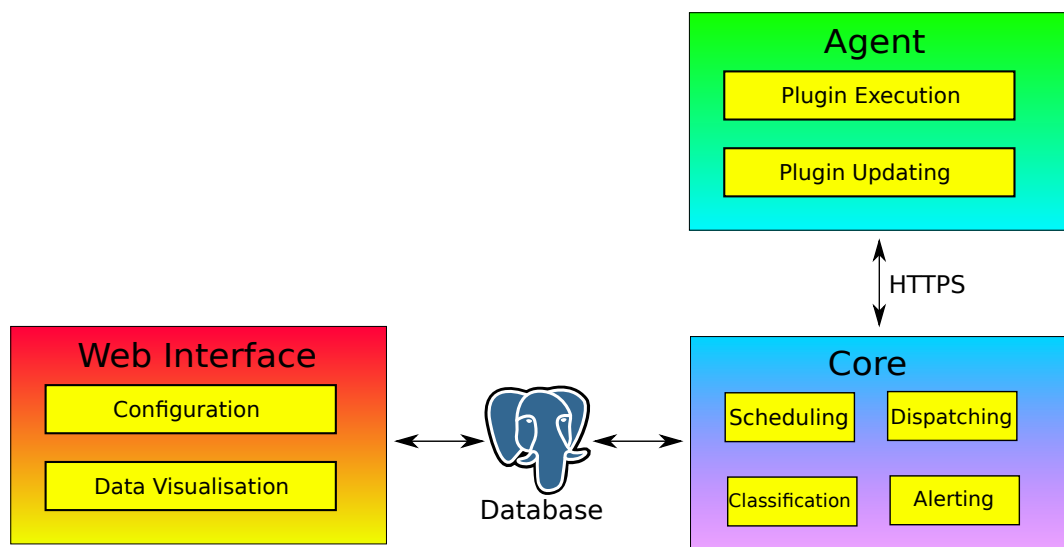 Agent
Plugin Execution
Plugin Updating
HTTPS
Web Interface
Configuration
Data Visualisation
Database
Core
Scheduling
Dispatching
Classification
Alerting